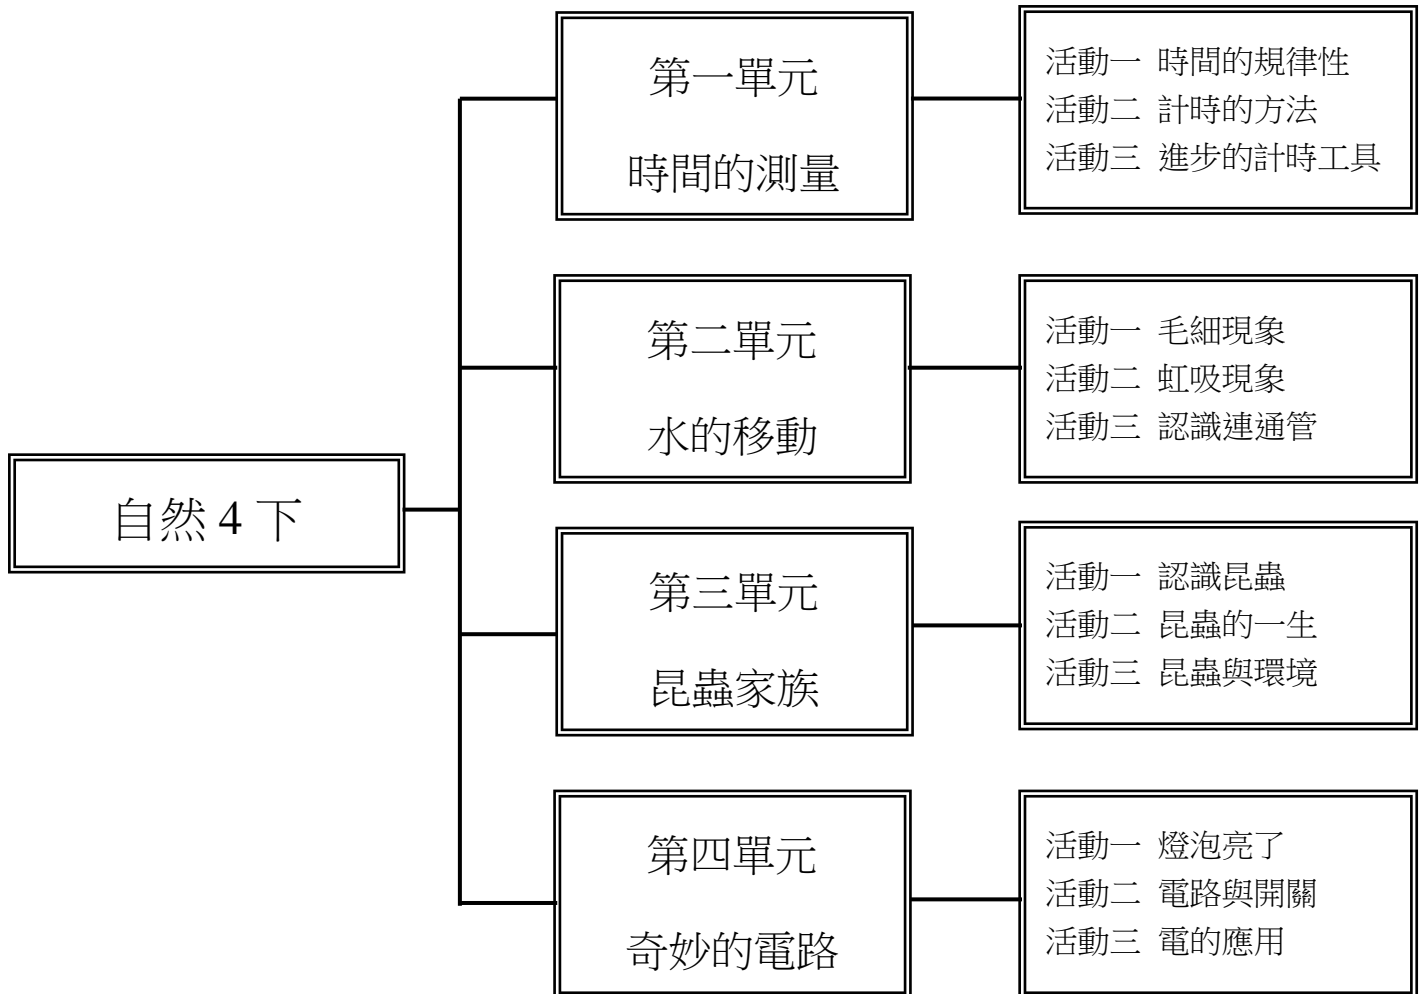 自然 4 下
第一單元
時間的測量
活動一 時間的規律性
活動二 計時的方法
活動三 進步的計時工具
第二單元
水的移動
活動一 毛細現象
活動二 虹吸現象
活動三 認識連通管
第三單元
昆蟲家族
活動一 認識昆蟲
活動二 昆蟲的一生
活動三 昆蟲與環境
第四單元
奇妙的電路
活動一 燈泡亮了
活動二 電路與開關
活動三 電的應用